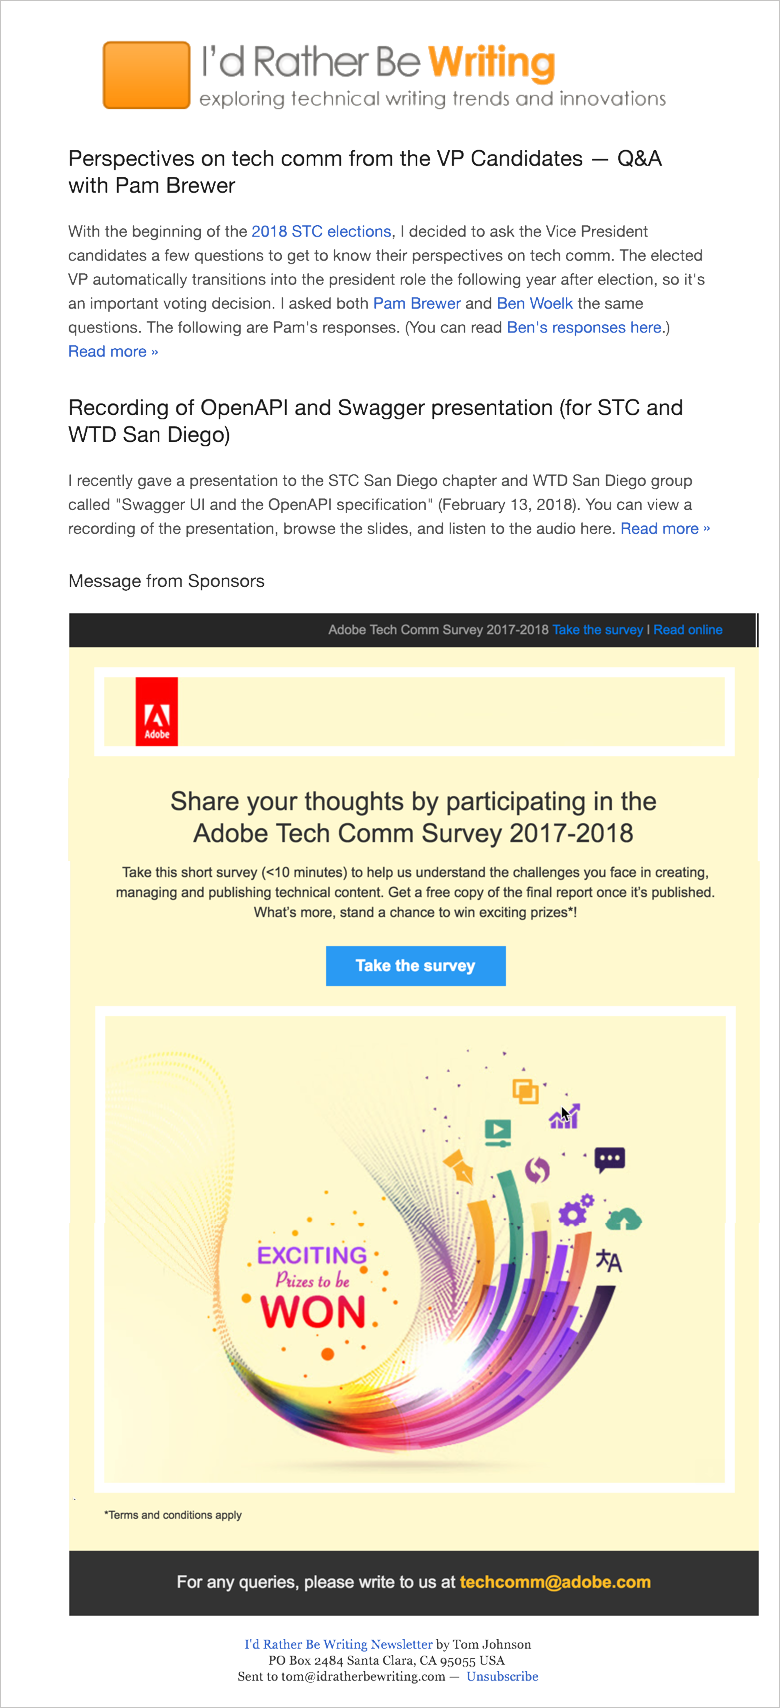 I'd Rather Be Writing
exploring technical writing trends and innovations
Perspectives on tech comm from the VP Candidates — Q&A
with Pam Brewer
With the beginning of the 2018 STC elections, I decided to ask the Vice President
candidates a few questions to get to know their perspectives on tech comm. The elected
VP automatically transitions into the president role the following year after election, so it's
an important voting decision. I asked both Pam Brewer and Ben Woelk the same
questions. The following are Pam's responses. (You can read Ben's responses here.)
Read more »
Recording of OpenAPI and Swagger presentation (for STC and
WTD San Diego)
I recently gave a presentation to the STC San Diego chapter and WTD San Diego group
called "Swagger UI and the OpenAPI specification" (February 13, 2018). You can view a
recording of the presentation, browse the slides, and listen to the audio here. Read more »
Message from Sponsors
Adobe Tech Comm Survey 2017-2018 Take the survey I Read online
Adobe
Share your thoughts by participating in the
Adobe Tech Comm Survey 2017-2018
Take this short survey (<10 minutes) to help us understand the challenges you face in creating,
managing and publishing technical content. Get a free copy of the final report once it's published.
What's more, stand a chance to win exciting prizes*!
Take the survey
EXCITING
Prizes to be
WON
*Terms and conditions apply
For any queries, please write to us at techcomm@adobe.com
I'd Rather Be Writing Newsletter by Tom Johnson
PO Box 2484 Santa Clara, CA 95055 USA
Sent to tom@idratherbewriting.com — Unsubscribe